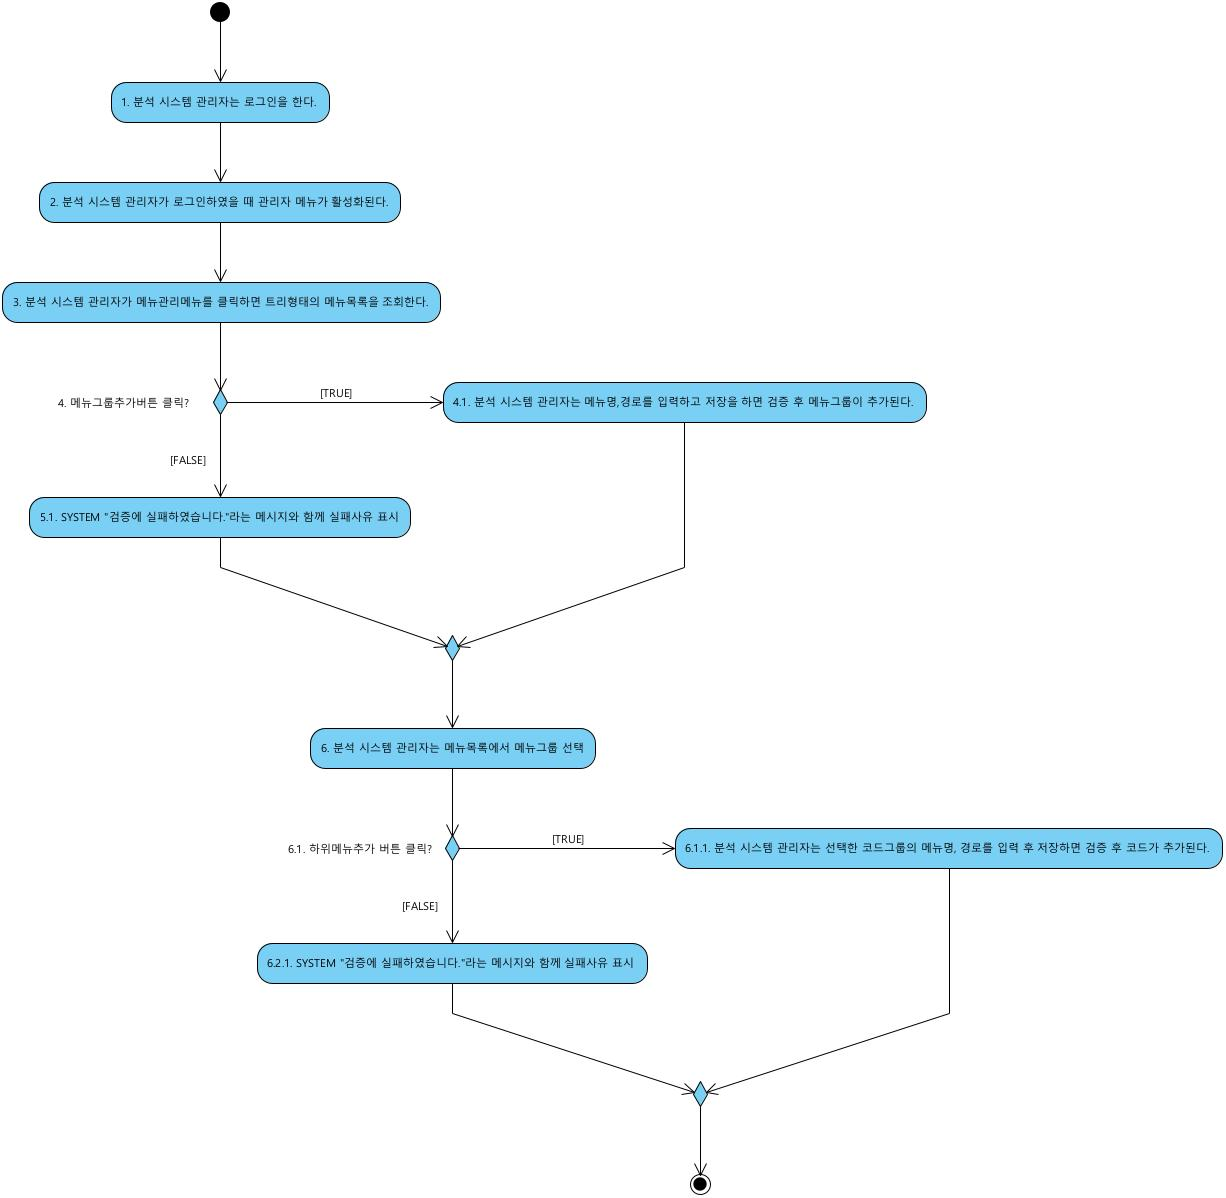 1. 분석 시스템 관리자는 로그인을 한다.
2. 분석 시스템 관리자가 로그인하였을 때 관리자 메뉴가 활성화된다.
3. 분석 시스템 관리자가 메뉴관리메뉴를 클릭하면 트리형태의 메뉴목록을 조회한다.
4. 메뉴그룹추가버튼 클릭?
[TRUE]
4.1. 분석 시스템 관리자는 메뉴명,경로를 입력하고 저장을 하면 검증 후 메뉴그룹이 추가된다.
[FALSE]
5.1. SYSTEM "검증에 실패하였습니다."라는 메시지와 함께 실패사유 표시
6. 분석 시스템 관리자는 메뉴목록에서 메뉴그룹 선택
6.1. 하위메뉴추가 버튼 클릭?
[TRUE]
6.1.1. 분석 시스템 관리자는 선택한 코드그룹의 메뉴명, 경로를 입력 후 저장하면 검증 후 코드가 추가된다.
[FALSE]
6.2.1. SYSTEM "검증에 실패하였습니다."라는 메시지와 함께 실패사유 표시